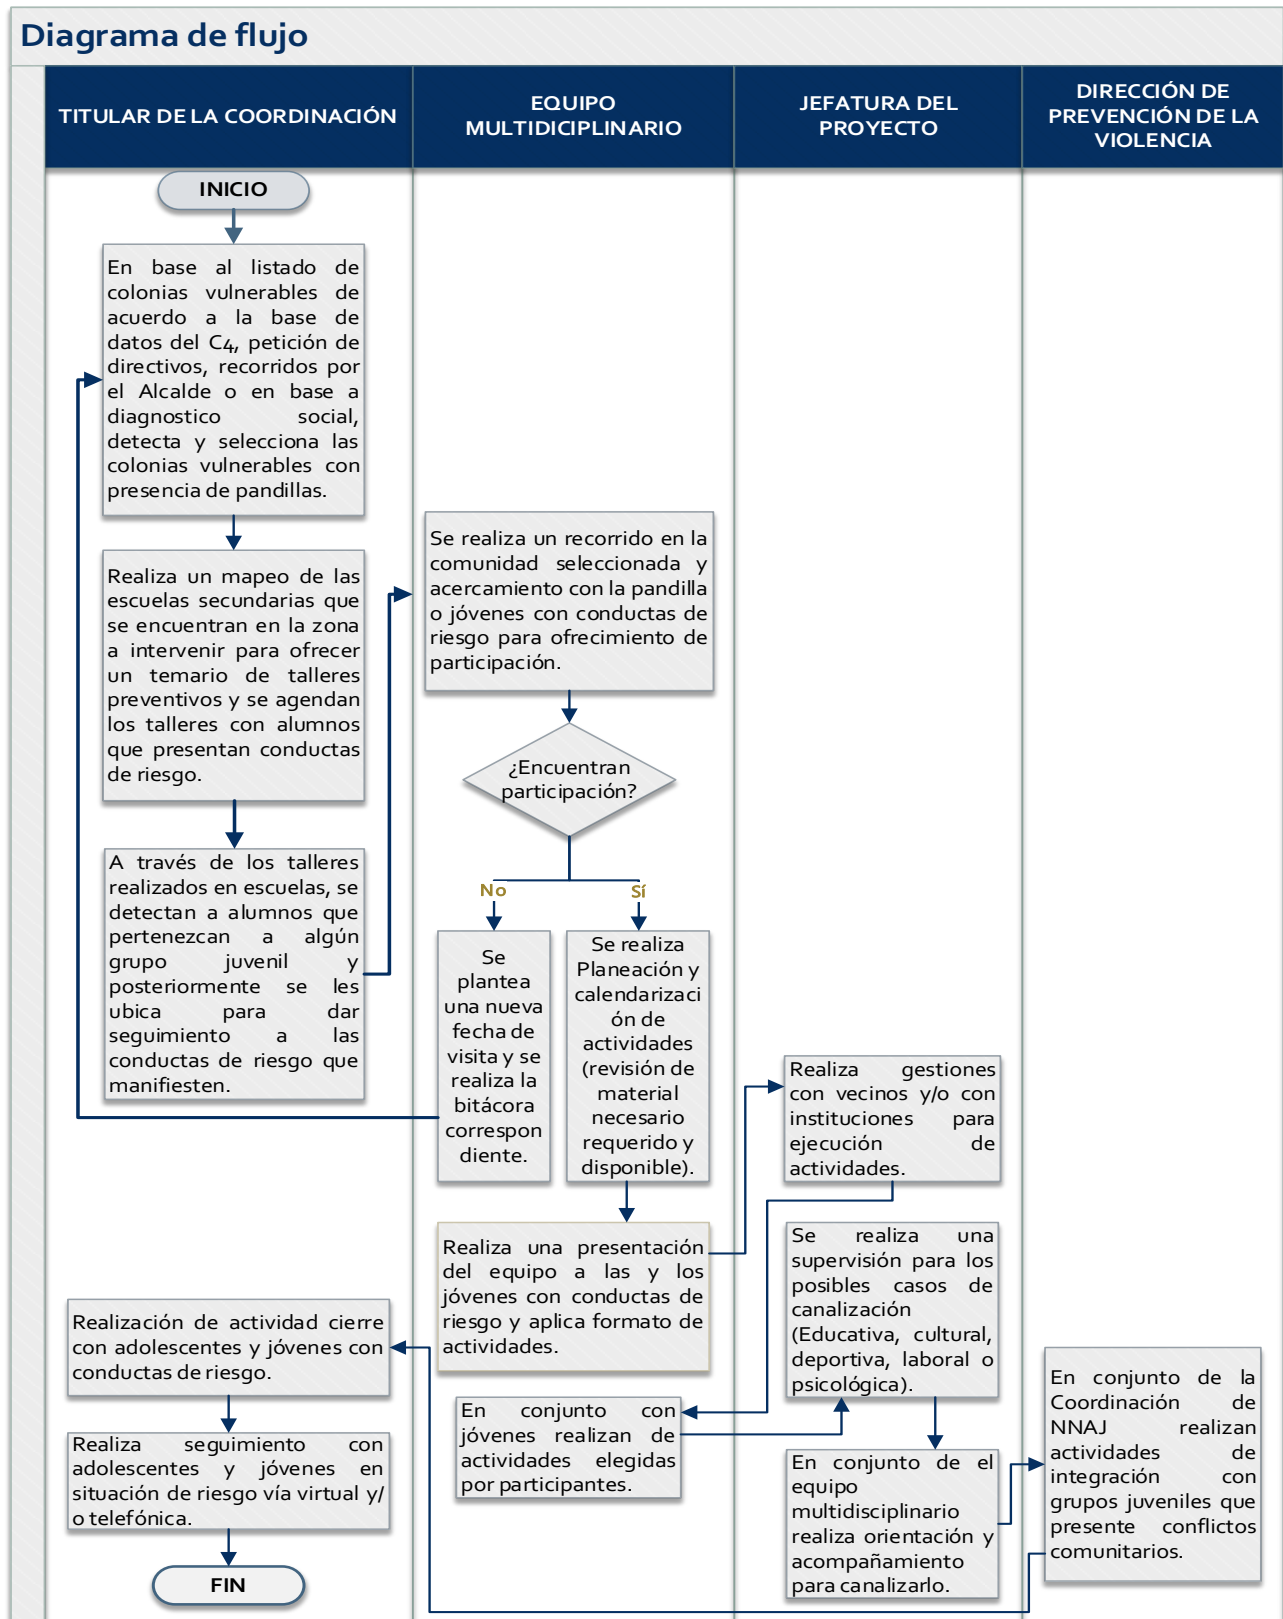 Diagrama de flujo
TITULAR DE LA COORDINACIÓN
EQUIPO
MULTIDICIPLINARIO
JEFATURA DEL
PROYECTO
DIRECCIÓN DE
PREVENCIÓN DE LA
VIOLENCIA
INICIO
En base al listado de
colonias vulnerables de
acuerdo a la base de
datos del C4, petición de
directivos, recorridos por
el Alcalde o en base a
diagnostico social,
detecta y selecciona las
colonias vulnerables con
presencia de pandillas.
Realiza un mapeo de las
escuelas secundarias que
se encuentran en la zona
a intervenir para ofrecer
un temario de talleres
preventivos y se agendan
los talleres con alumnos
que presentan conductas
de riesgo.
A través de los talleres
realizados en escuelas, se
detectan a alumnos que
pertenezcan a algún
grupo juvenil y
posteriormente se les
ubica para dar
seguimiento a las
conductas de riesgo que
manifiesten.
Se realiza un recorrido en la
comunidad seleccionada y
acercamiento con la pandilla
o jóvenes con conductas de
riesgo para ofrecimiento de
participación.
¿Encuentran
participación?
No
Sí
Se
plantea
una nueva
fecha de
visita y se
realiza la
bitácora
correspon
diente.
Se realiza
Planeación y
calendarizaci
ón de
actividades
(revisión de
material
necesario
requerido y
disponible).
Realiza una presentación
del equipo a las y los
jóvenes con conductas de
riesgo y aplica formato de
actividades.
Realiza gestiones
con vecinos y/o con
instituciones para
ejecución de
actividades.
En conjunto con
jóvenes realizan de
actividades elegidas
por participantes.
Se realiza una
supervisión para los
posibles casos de
canalización
(Educativa, cultural,
deportiva, laboral o
psicológica).
En conjunto de el
equipo
multidisciplinario
realiza orientación y
acompañamiento
para canalizarlo.
En conjunto de la
Coordinación de
NNAJ realizan
actividades de
integración con
grupos juveniles que
presente conflictos
comunitarios.
Realización de actividad cierre
con adolescentes y jóvenes con
conductas de riesgo.
Realiza seguimiento con
adolescentes y jóvenes en
situación de riesgo vía virtual y/
o telefónica.
FIN